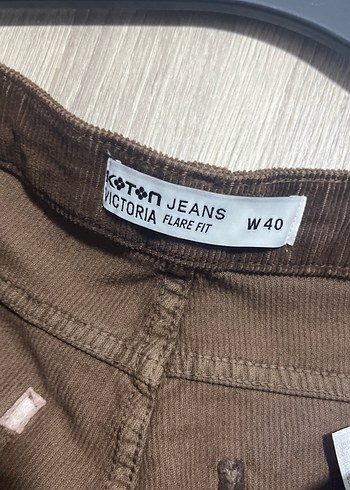 KOTON JEANS
VICTORIA FLARE FIT W 40